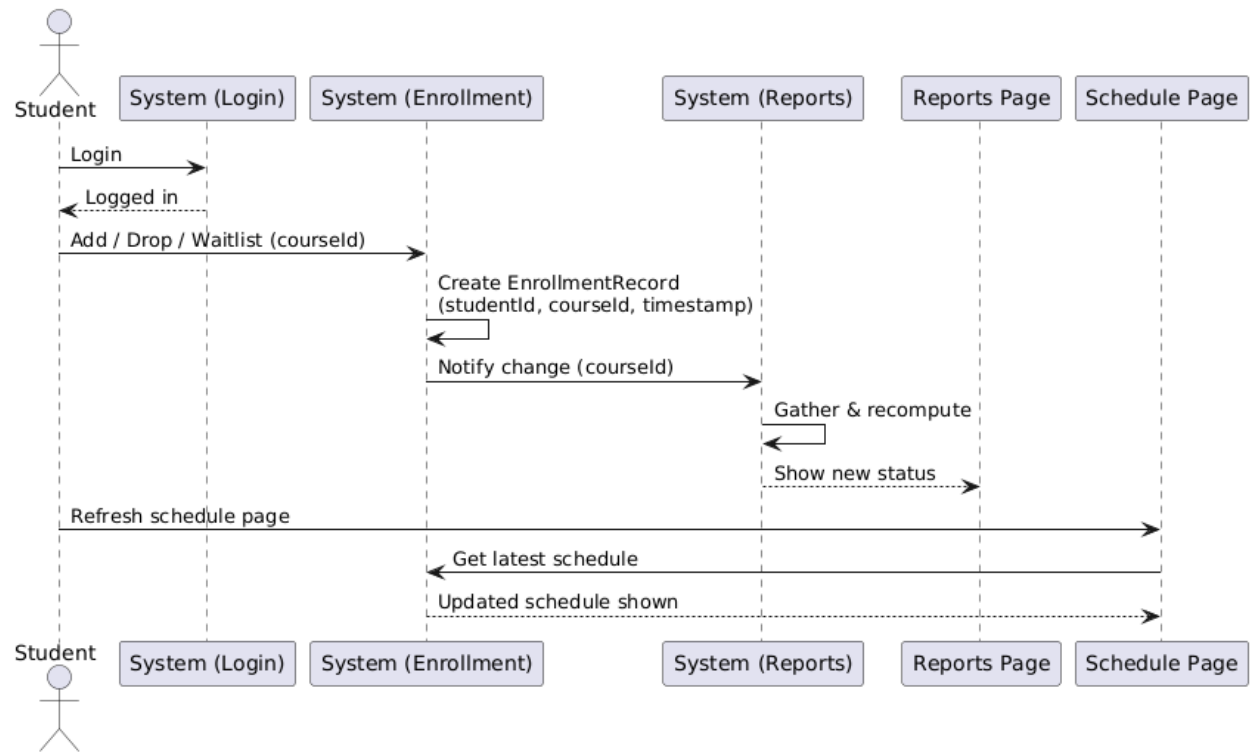 Student
System (Login)
System (Enrollment)
System (Reports)
Reports Page
Schedule Page
Login
Logged in
Add / Drop / Waitlist (courseId)
Create EnrollmentRecord
(studentId, courseId, timestamp)
Notify change (courseId)
Gather & recompute
Show new status
Refresh schedule page
Get latest schedule
Updated schedule shown
Student
System (Login)
System (Enrollment)
System (Reports)
Reports Page
Schedule Page